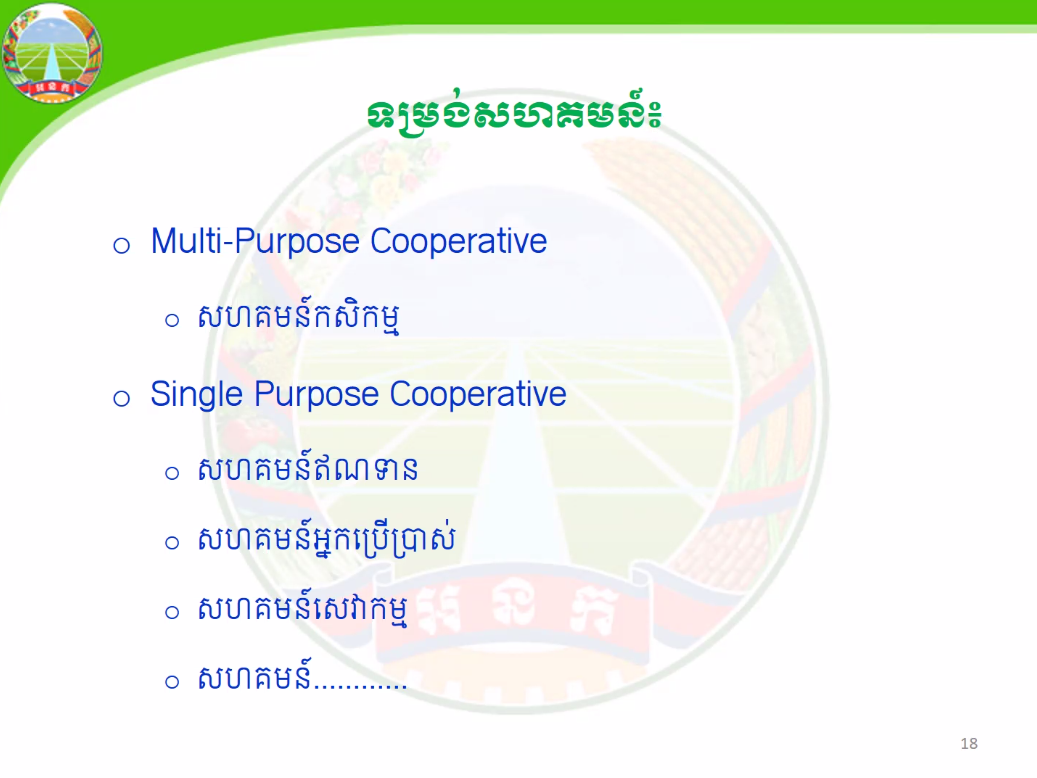 ទម្រង់សហគមន៍៖
○ Multi-Purpose Cooperative
○ សហគមន៍កសិកម្ម
○ Single Purpose Cooperative
○ សហគមន៍ឥណទាន
○ សហគមន៍អ្នកប្រើប្រាស់
○ សហគមន៍សេវាកម្ម
○ សហគមន៍............
អ ន ក
18